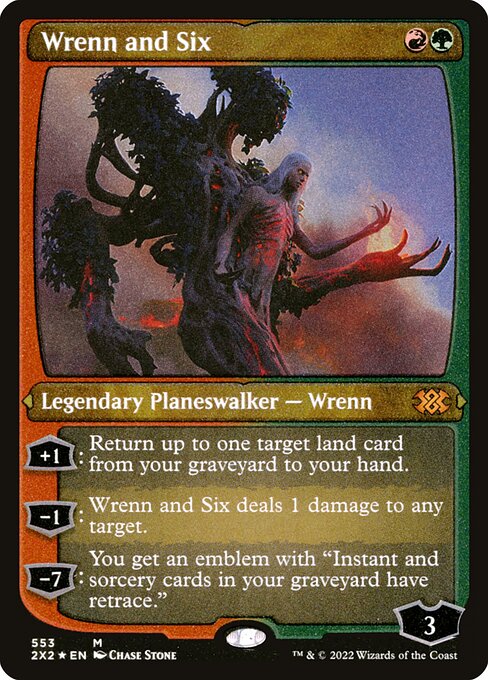 Wrenn and Six
Legendary Planeswalker — Wrenn
+1: Return up to one target land card
from your graveyard to your hand.
−1: Wrenn and Six deals 1 damage to any
target.
−7: You get an emblem with “Instant and
sorcery cards in your graveyard have
retrace.”
3
553 M
2X2 ★ EN Chase Stone
™ & © 2022 Wizards of the Coast